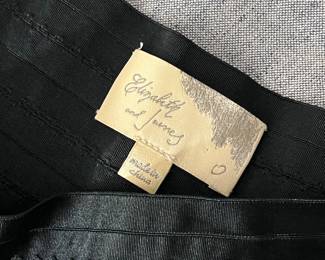 Elizabeth
and James
0
made in
china